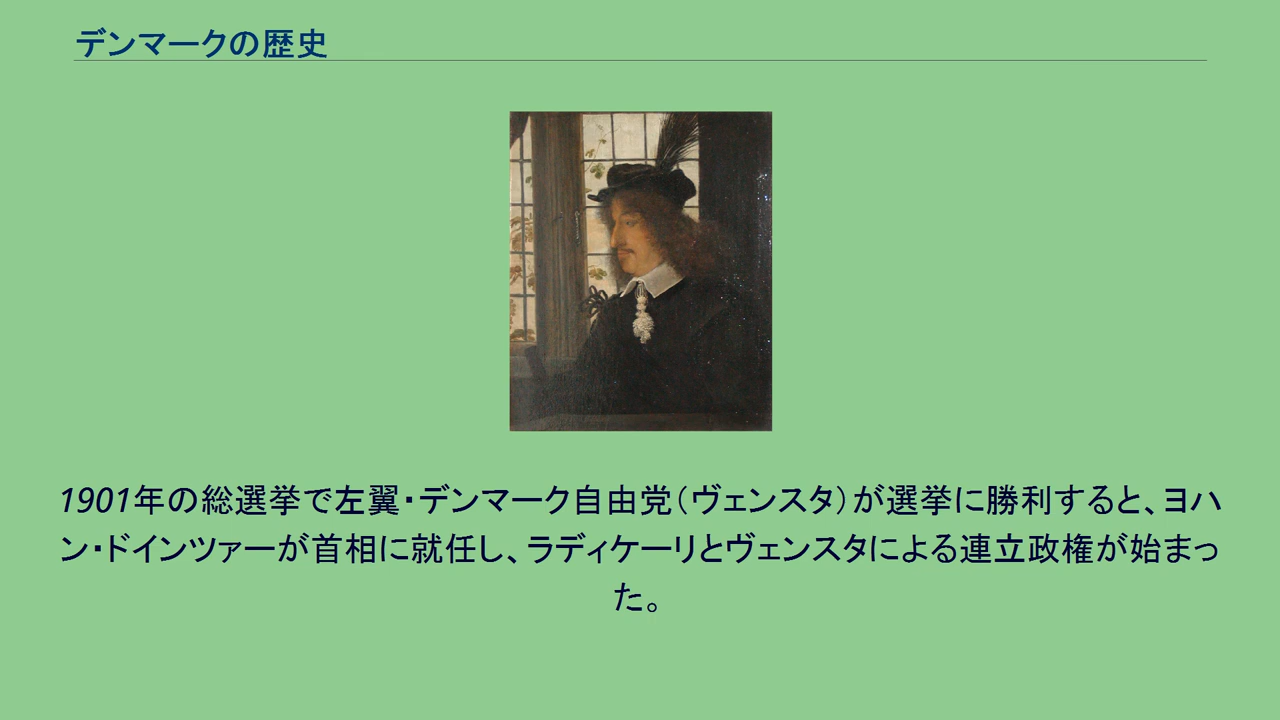 デンマークの歴史
1901年の総選挙で左翼・デンマーク自由党（ヴェンスタ）が選挙に勝利すると、ヨハ
ン・ドインツァーが首相に就任し、ラディケーリとヴェンスタによる連立政権が始まっ
た。